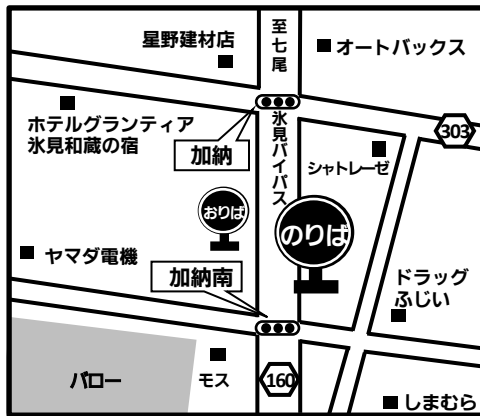 星野建材店
至七尾
オートバックス
ホテルグランティア
氷見和蔵の宿
加納
氷見バイパス
シャトレーゼ
303
おりば
のりば
ヤマダ電機
加納南
ドラッグ
ふじい
バロー
モス
160
しまむら